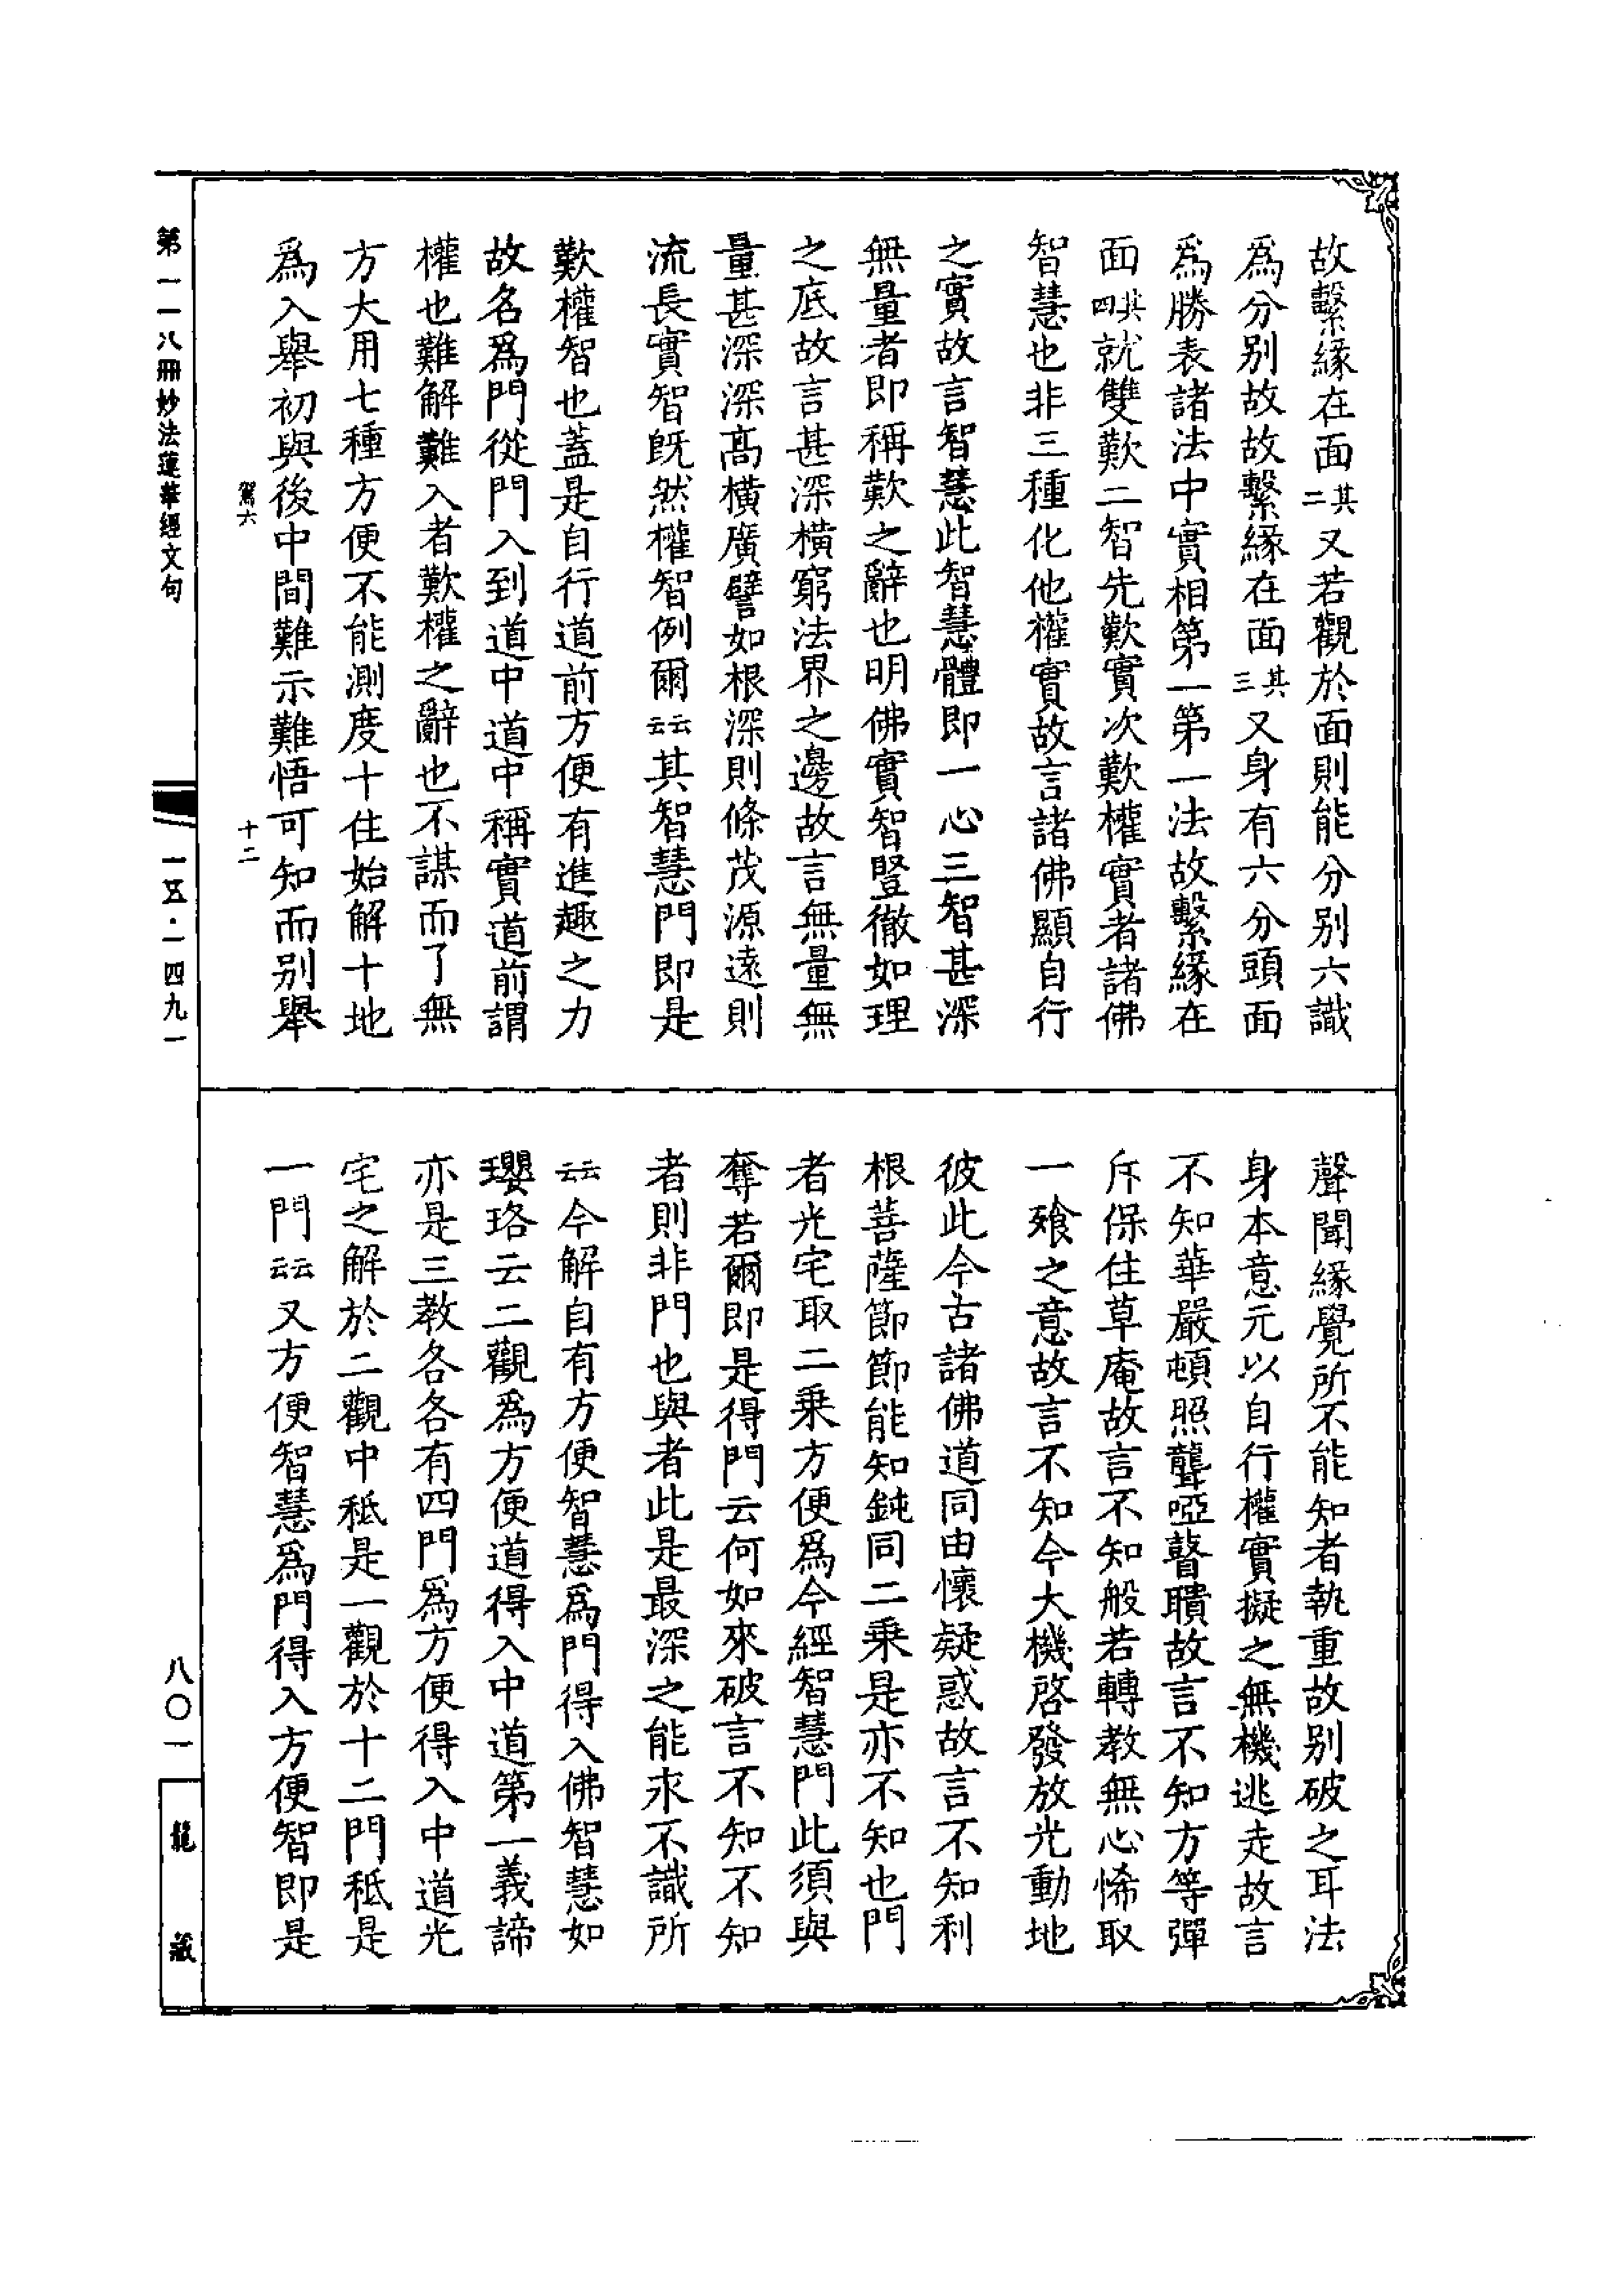 故繫緣在面其二又若觀於面則能分別六識
為分別故故繫緣在面其三又身有六分頭面
為勝表諸法中實相第一第一法故繫緣在
面其四就雙歎二智先歎實次歎權實者諸佛
智慧也非三種化他權實故言諸佛顯自行
之實故言智慧此智慧體即一心三智甚深
無量者即稱歎之辭也明佛實智豎徹如理
之底故言甚深橫窮法界之邊故言無量無
量甚深深高橫廣譬如根深則條茂源遠則
流長實智既然權智例爾云云其智慧門即是
歎權智也蓋是自行道前方便有進趣之力
故名為門從門入到道中道中稱實道前謂
權也難解難入者歎權之辭也不謀而了無
方大用七種方便不能測度十住始解十地
為入舉初與後中間難示難悟可知而別舉
聲聞緣覺所不能知者執重故別破之耳法
身本意元以自行權實擬之無機逃走故言
不知華嚴頓照聾啞瞽瞶故言不知方等彈
斥保住草庵故言不知般若轉教無心悕取
一飡之意故言不知今大機啓發放光動地
彼此今古諸佛道同由懷疑惑故言不知利
根菩薩節節能知鈍同二乘是亦不知也門
者光宅取二乘方便為今經智慧門此須與
奪若爾即是得門云何如來破言不知不知
者則非門也與者此是最深之能求不識所
云云今解自有方便智慧為門得入佛智慧如
瓔珞云二觀為方便道得入中道第一義諦
亦是三教各各有四門為方便得入中道光
宅之解於二觀中秖是一觀於十二門秖是
一門云云又方便智慧為門得入方便智即是
駕六 十二
第一一八冊妙法蓮華經文句
一五·一四九一
八〇一
龍藏